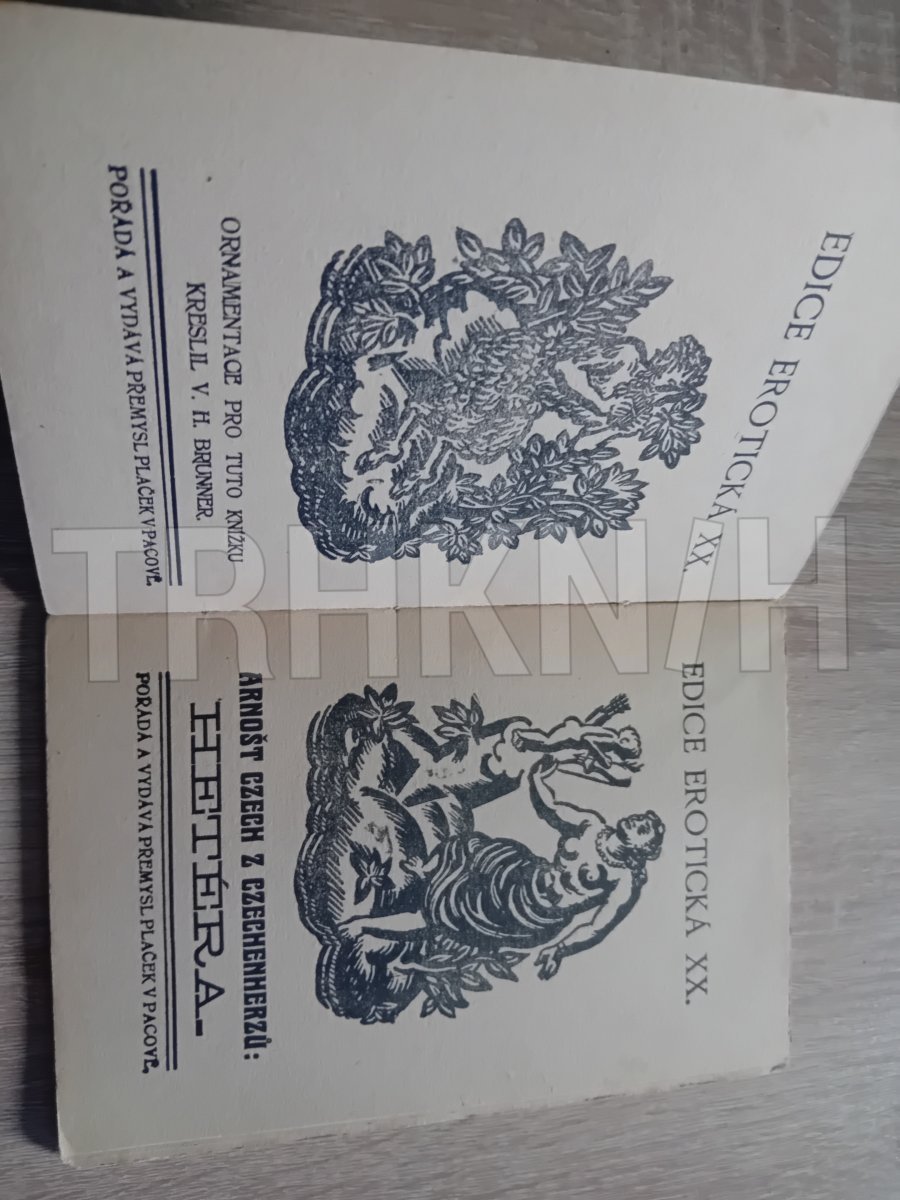 EDICE EROTICKÁ XX
ORNAMENTACE PRO TUTO KNÍŽKU
KRESLIL V. H. BRUNNER.
POŘÁDÁ A VYDÁVÁ PŘEMYSL PLAČEK V PACOVĚ.
EDICE EROTICKÁ XX.
ARNOŠT CZECH Z CZECHENHERZŮ:
HETÉRA.
POŘÁDÁ A VYDÁVÁ PŘEMYSL PLAČEK V PACOVĚ,
TRHKN/H